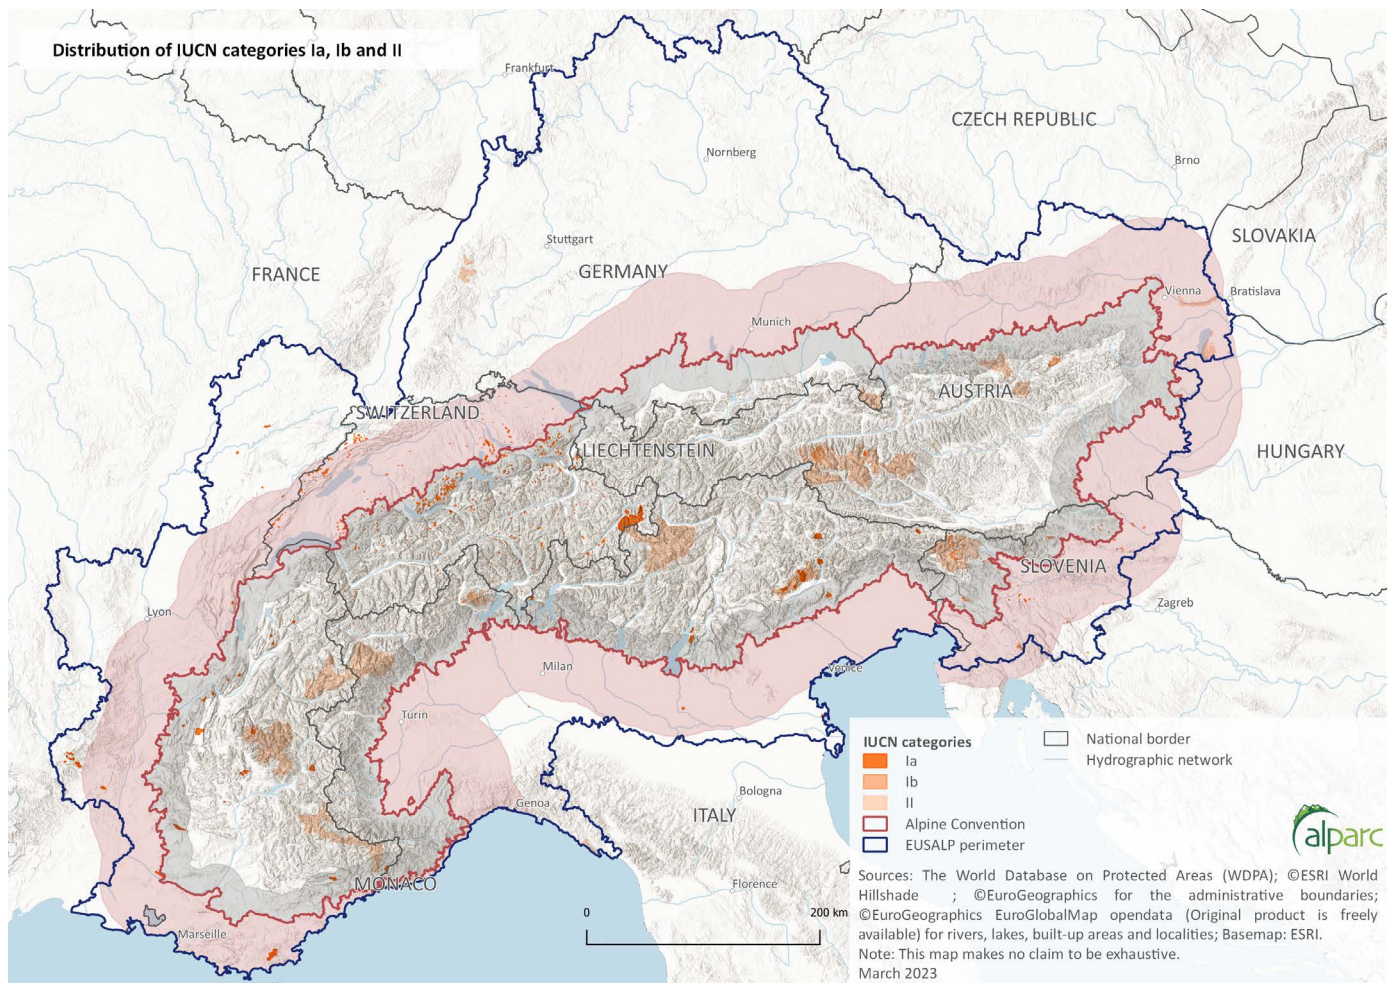 Distribution of IUCN categories Ia, Ib and II
Frankfurt
CZECH REPUBLIC
Nornberg
Brno
SLOVAKIA
Stuttgart
FRANCE
GERMANY
Vienna
Bratislava
Munich
AUSTRIA
SWITZERLAND
LIECHTENSTEIN
HUNGARY
SLOVENIA
Lyon
Zagreb
Milan
Venice
Turin
Genoa
Bologna
ITALY
MONACO
Florence
Marseille
IUCN categories
Ia
Ib
II
Alpine Convention
EUSALP perimeter
National border
Hydrographic network
alparc
0 200 km
Sources: The World Database on Protected Areas (WDPA); ©ESRI World
Hillshade ; ©EuroGeographics for the administrative boundaries;
©EuroGeographics EuroGlobalMap opendata (Original product is freely
available) for rivers, lakes, built-up areas and localities; Basemap: ESRI.
Note: This map makes no claim to be exhaustive.
March 2023